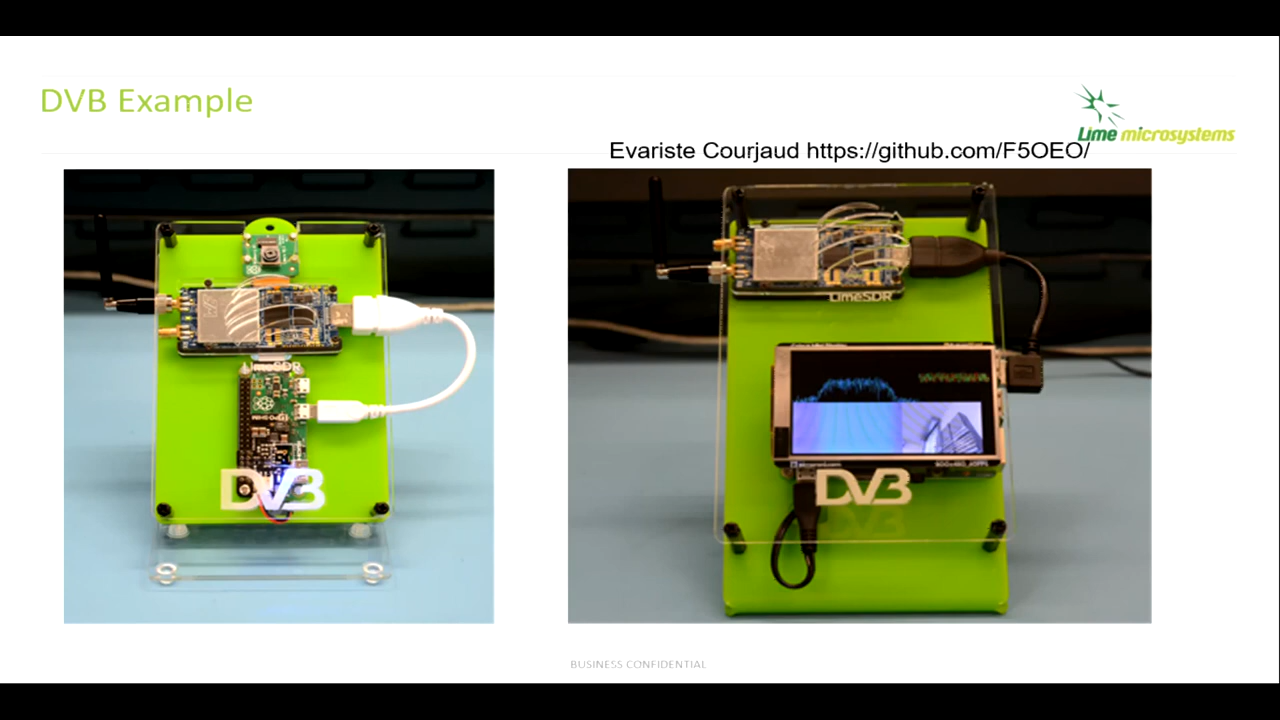 DVB Example
Lime microsystems
Evariste Courjaud https://github.com/F5OEO/
LimeSDR
DVB
LimeSDR
DVB
BUSINESS CONFIDENTIAL